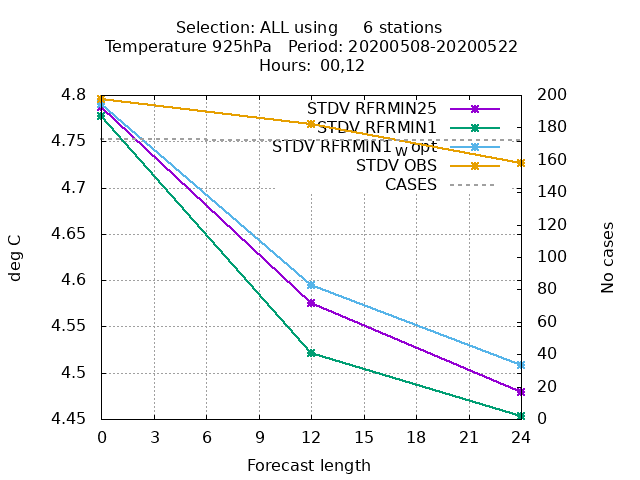 Selection: ALL using 6 stations
Temperature 925hPa Period: 20200508-20200522
Hours: 00,12
4.8
4.75
4.7
4.65
4.6
4.55
4.5
4.45
deg C
STDV RFRMIN25
STDV RFRMIN1
STDV RFRMIN1 w opt
STDV OBS
CASES
200
180
160
140
120
100
80
60
40
20
0
No cases
0 3 6 9 12 15 18 21 24
Forecast length